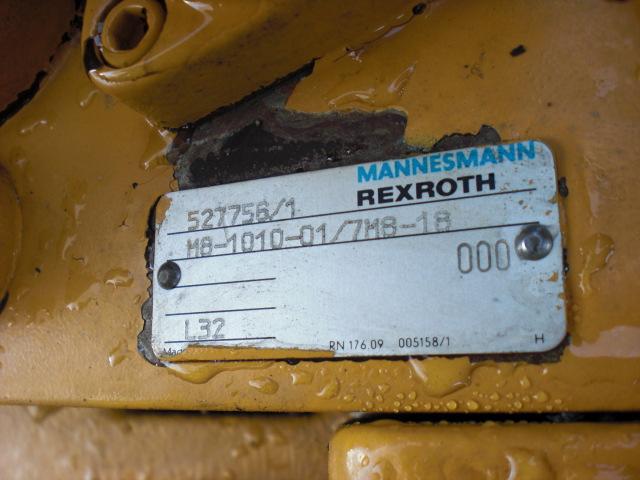 MANNESMANN
REXROTH
527756/1
M8-1010-01/7M8-18
000
L32
RN 176.09 005158/1 H